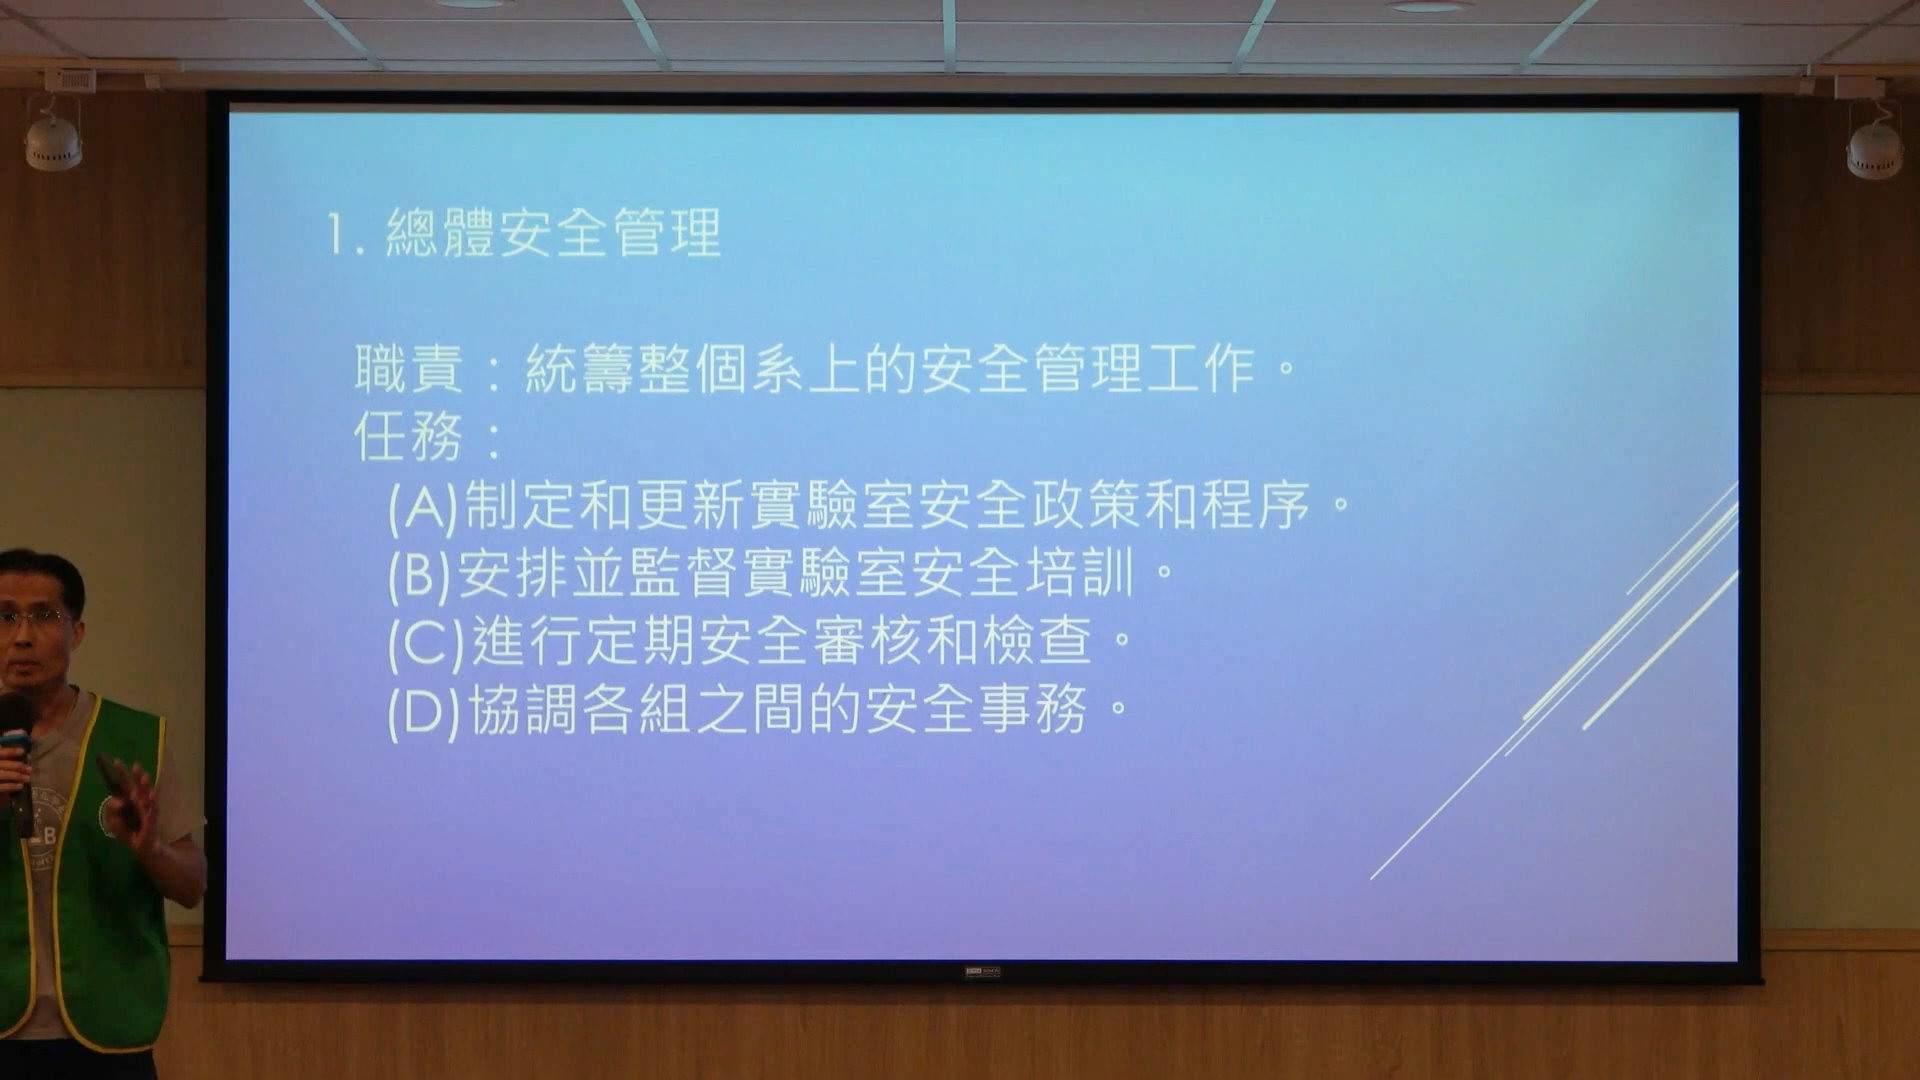 1. 總體安全管理
職責：統籌整個系上的安全管理工作。
任務：
(A)制定和更新實驗室安全政策和程序。
(B)安排並監督實驗室安全培訓。
(C)進行定期安全審核和檢查。
(D)協調各組之間的安全事務。